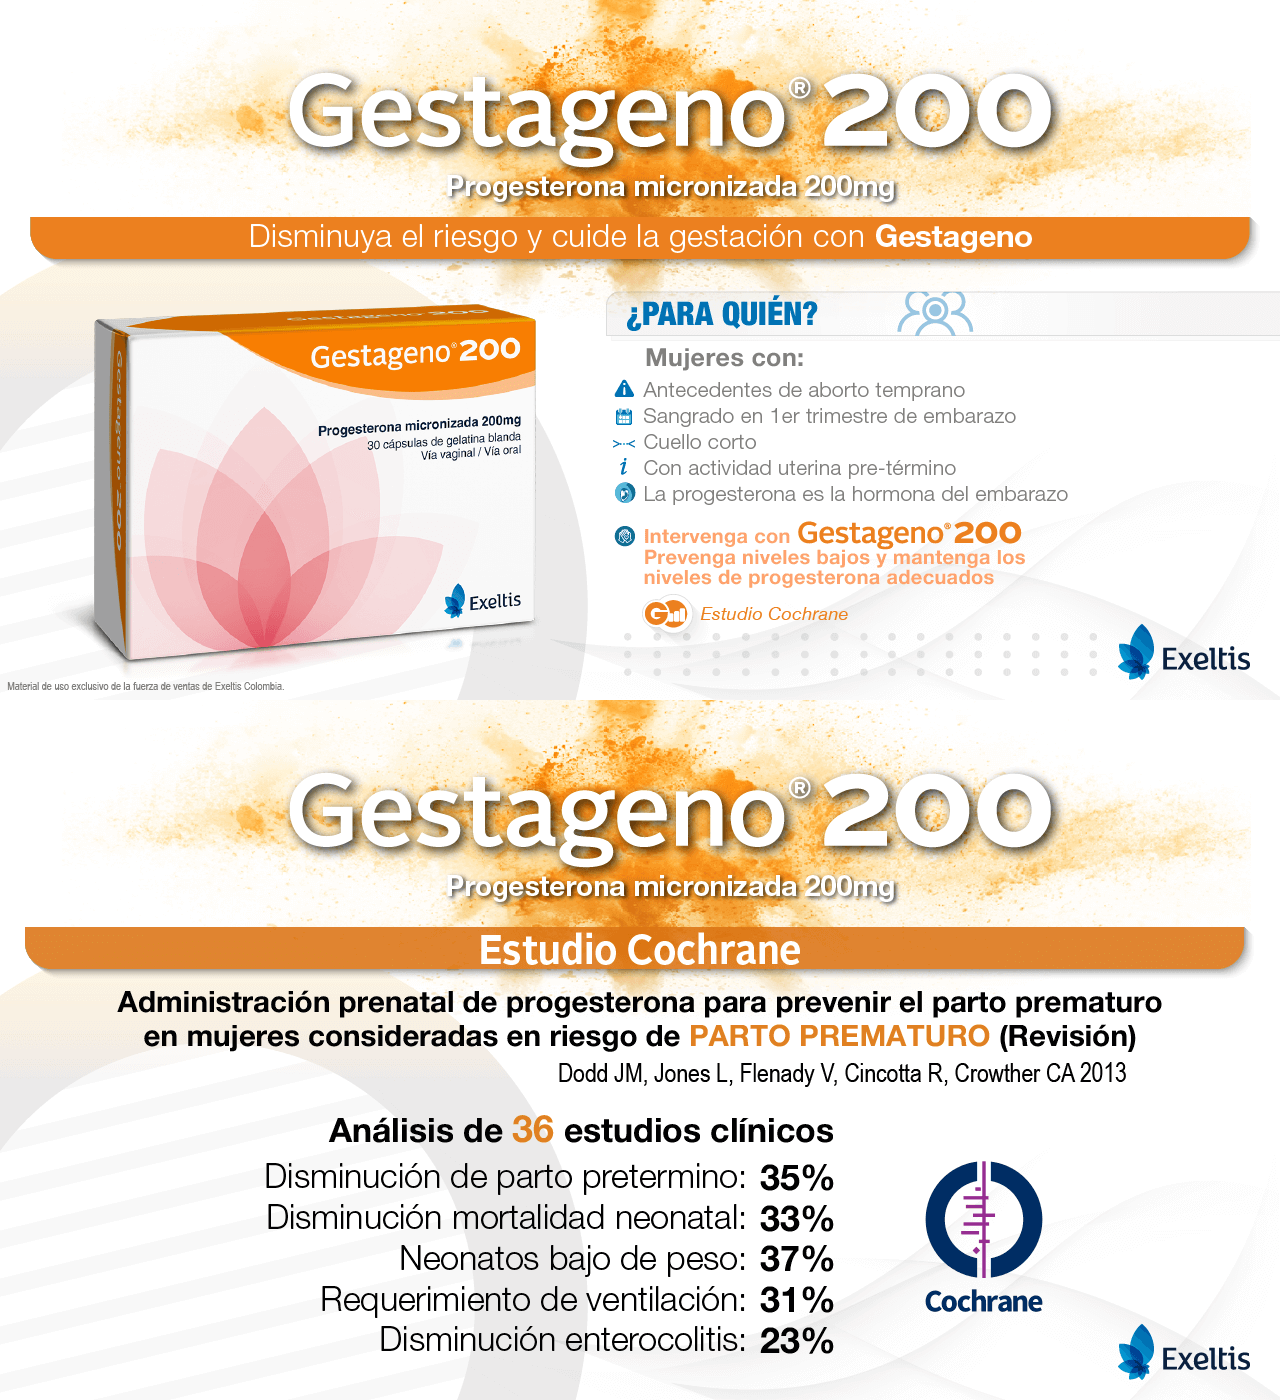 Gestageno® 200
Progesterona micronizada 200mg
Disminuya el riesgo y cuide la gestación con Gestageno
Gestageno 200
Gestageno® 200
Gestageno® 200
Progesterona micronizada 200mg
30 cápsulas de gelatina blanda
Vía vaginal / Vía oral
Exeltis
¿PARA QUIÉN?
Mujeres con:
Antecedentes de aborto temprano
Sangrado en 1er trimestre de embarazo
Cuello corto
Con actividad uterina pre-término
La progesterona es la hormona del embarazo
Intervenga con Gestageno® 200
Prevenga niveles bajos y mantenga los
niveles de progesterona adecuados
G Estudio Cochrane
Exeltis
Material de uso exclusivo de la fuerza de ventas de Exeltis Colombia.
Gestageno® 200
Progesterona micronizada 200mg
Estudio Cochrane
Administración prenatal de progesterona para prevenir el parto prematuro
en mujeres consideradas en riesgo de PARTO PREMATURO (Revisión)
Dodd JM, Jones L, Flenady V, Cincotta R, Crowther CA 2013
Análisis de 36 estudios clínicos
Disminución de parto pretermino: 35%
Disminución mortalidad neonatal: 33%
Neonatos bajo de peso: 37%
Requerimiento de ventilación: 31%
Disminución enterocolitis: 23%
Cochrane
Exeltis